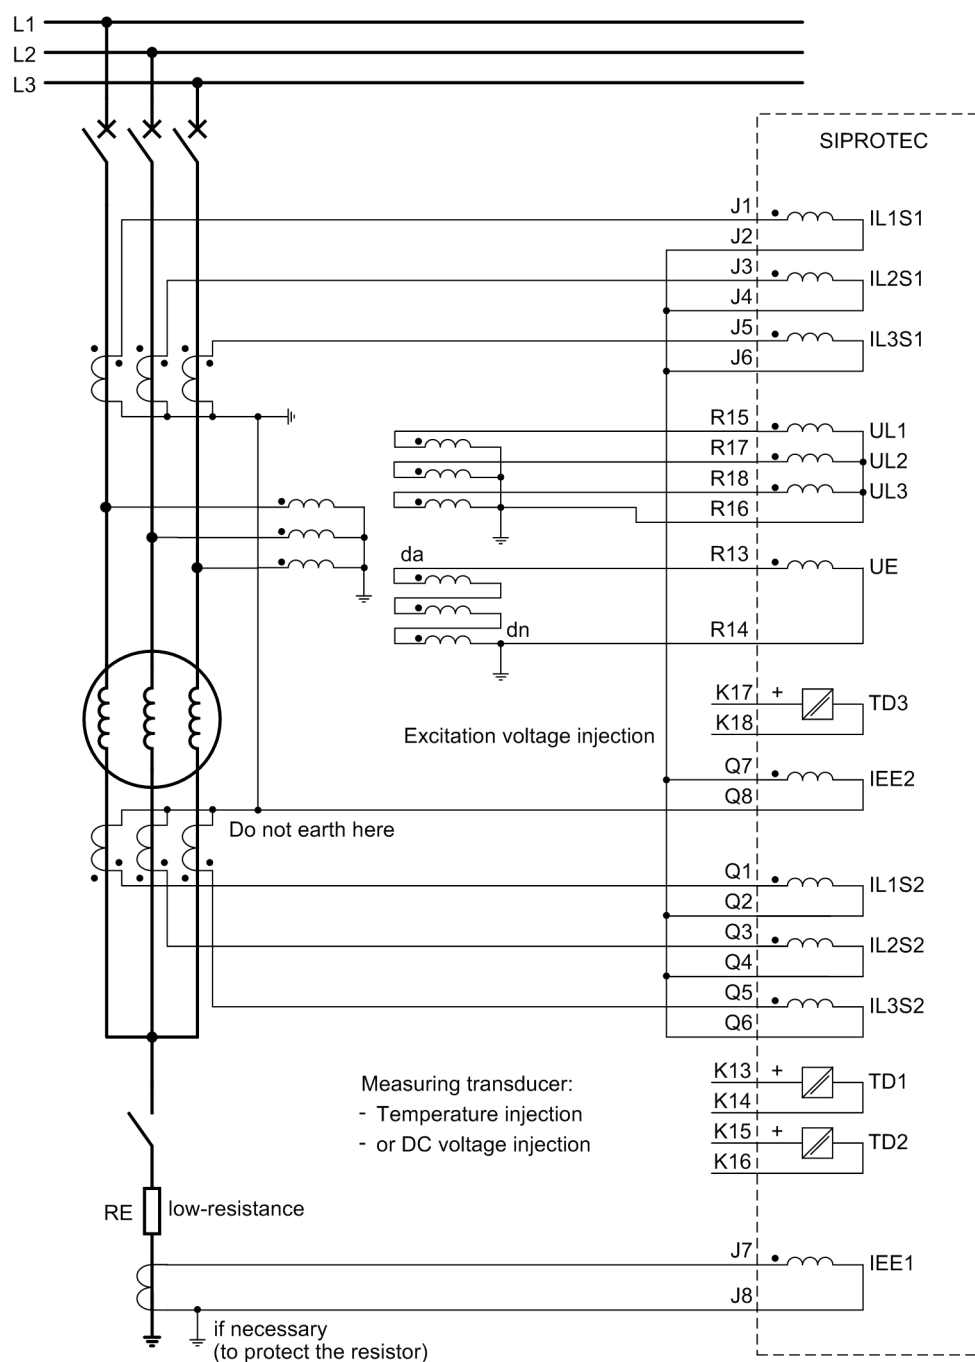 L1
L2
L3
SIPROTEC
J1
IL1S1
J2
J3
IL2S1
J4
J5
IL3S1
J6
R15
UL1
R17
UL2
R18
UL3
R16
da
R13
UE
dn
R14
K17 +
TD3
K18
Excitation voltage injection
Q7
IEE2
Q8
Do not earth here
Q1
IL1S2
Q2
Q3
IL2S2
Q4
Q5
IL3S2
Q6
K13 +
TD1
K14
Measuring transducer:
- Temperature injection
- or DC voltage injection
K15 +
TD2
K16
RE
low-resistance
J7
IEE1
J8
if necessary
(to protect the resistor)